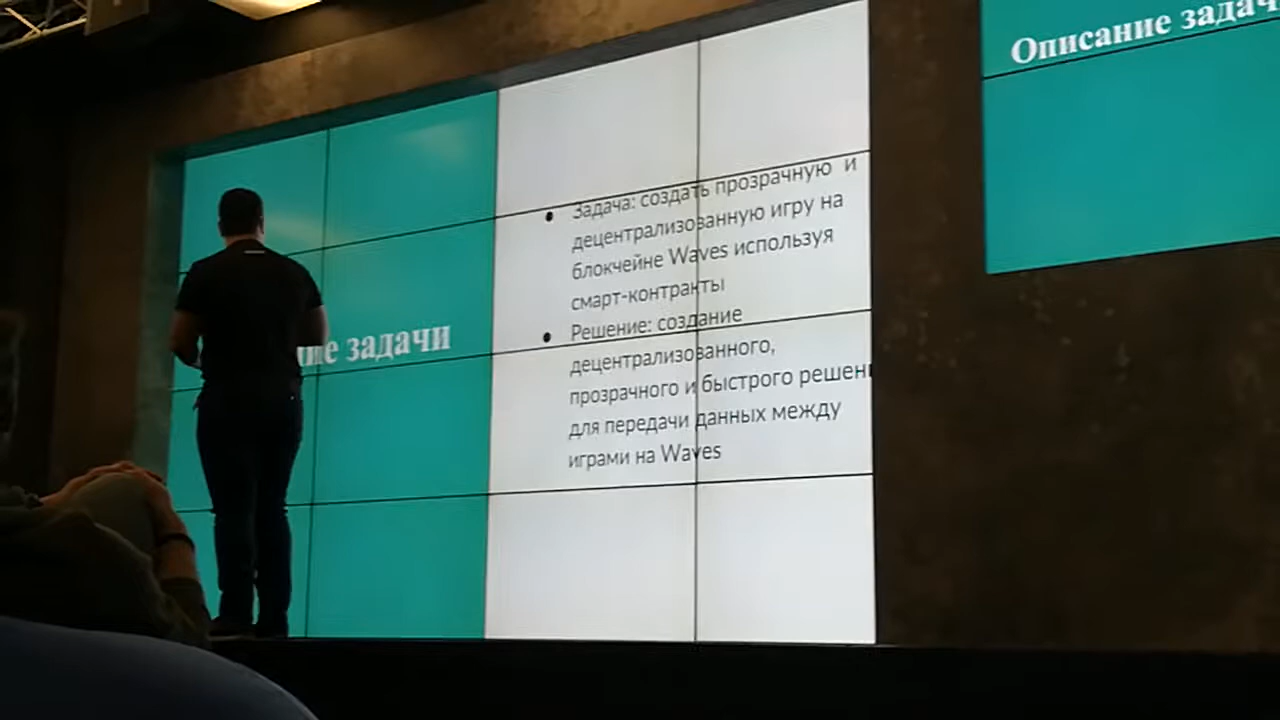 ние задачи
Задача: создать прозрачную и
децентрализованную игру на
блокчейне Waves используя
смарт-контракты
Решение: создание
децентрализованного,
прозрачного и быстрого решен
для передачи данных между
играми на Waves
Описание задач